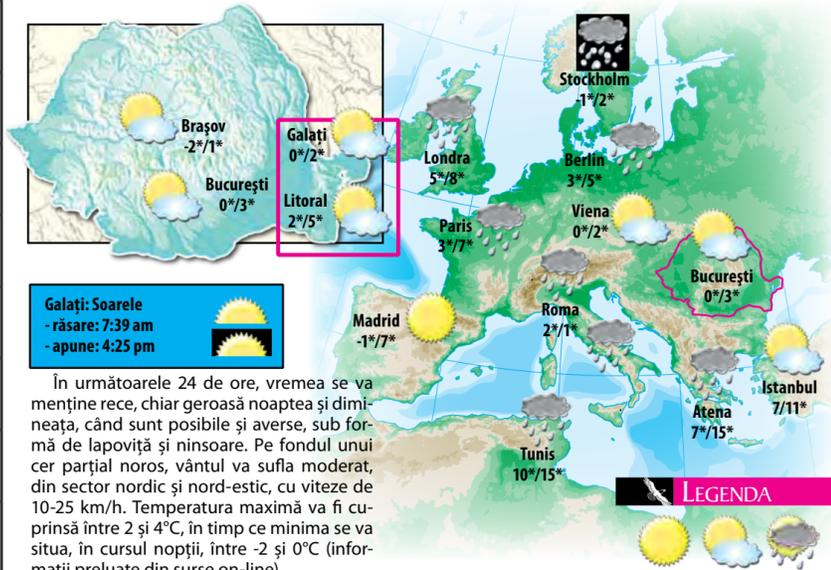 Brașov
-2*/1*
București
0*/3*
Galați
0*/2*
Litoral
2*/5*
Galați: Soarele
- răsare: 7:39 am
- apune: 4:25 pm
În următoarele 24 de ore, vremea se va
menține rece, chiar geroasă noaptea și dimi-
neața, când sunt posibile și averse, sub for-
mă de lapoviță și ninsoare. Pe fondul unui
cer parțial noros, vântul va sufla moderat,
din sector nordic și nord-estic, cu viteze de
10-25 km/h. Temperatura maximă va fi cu-
prinsă între 2 și 4°C, în timp ce minima se va
situa, în cursul nopții, între -2 și 0°C (infor-
mații preluate din surse on-line)
Stockholm
-1*/2*
Londra
5*/8*
Berlin
3*/5*
Paris
3*/7*
Viena
0*/2*
București
0*/3*
Madrid
-1*/7*
Roma
2*/1*
Istanbul
7/11*
Atena
7*/15*
Tunis
10*/15*
LEGENDA